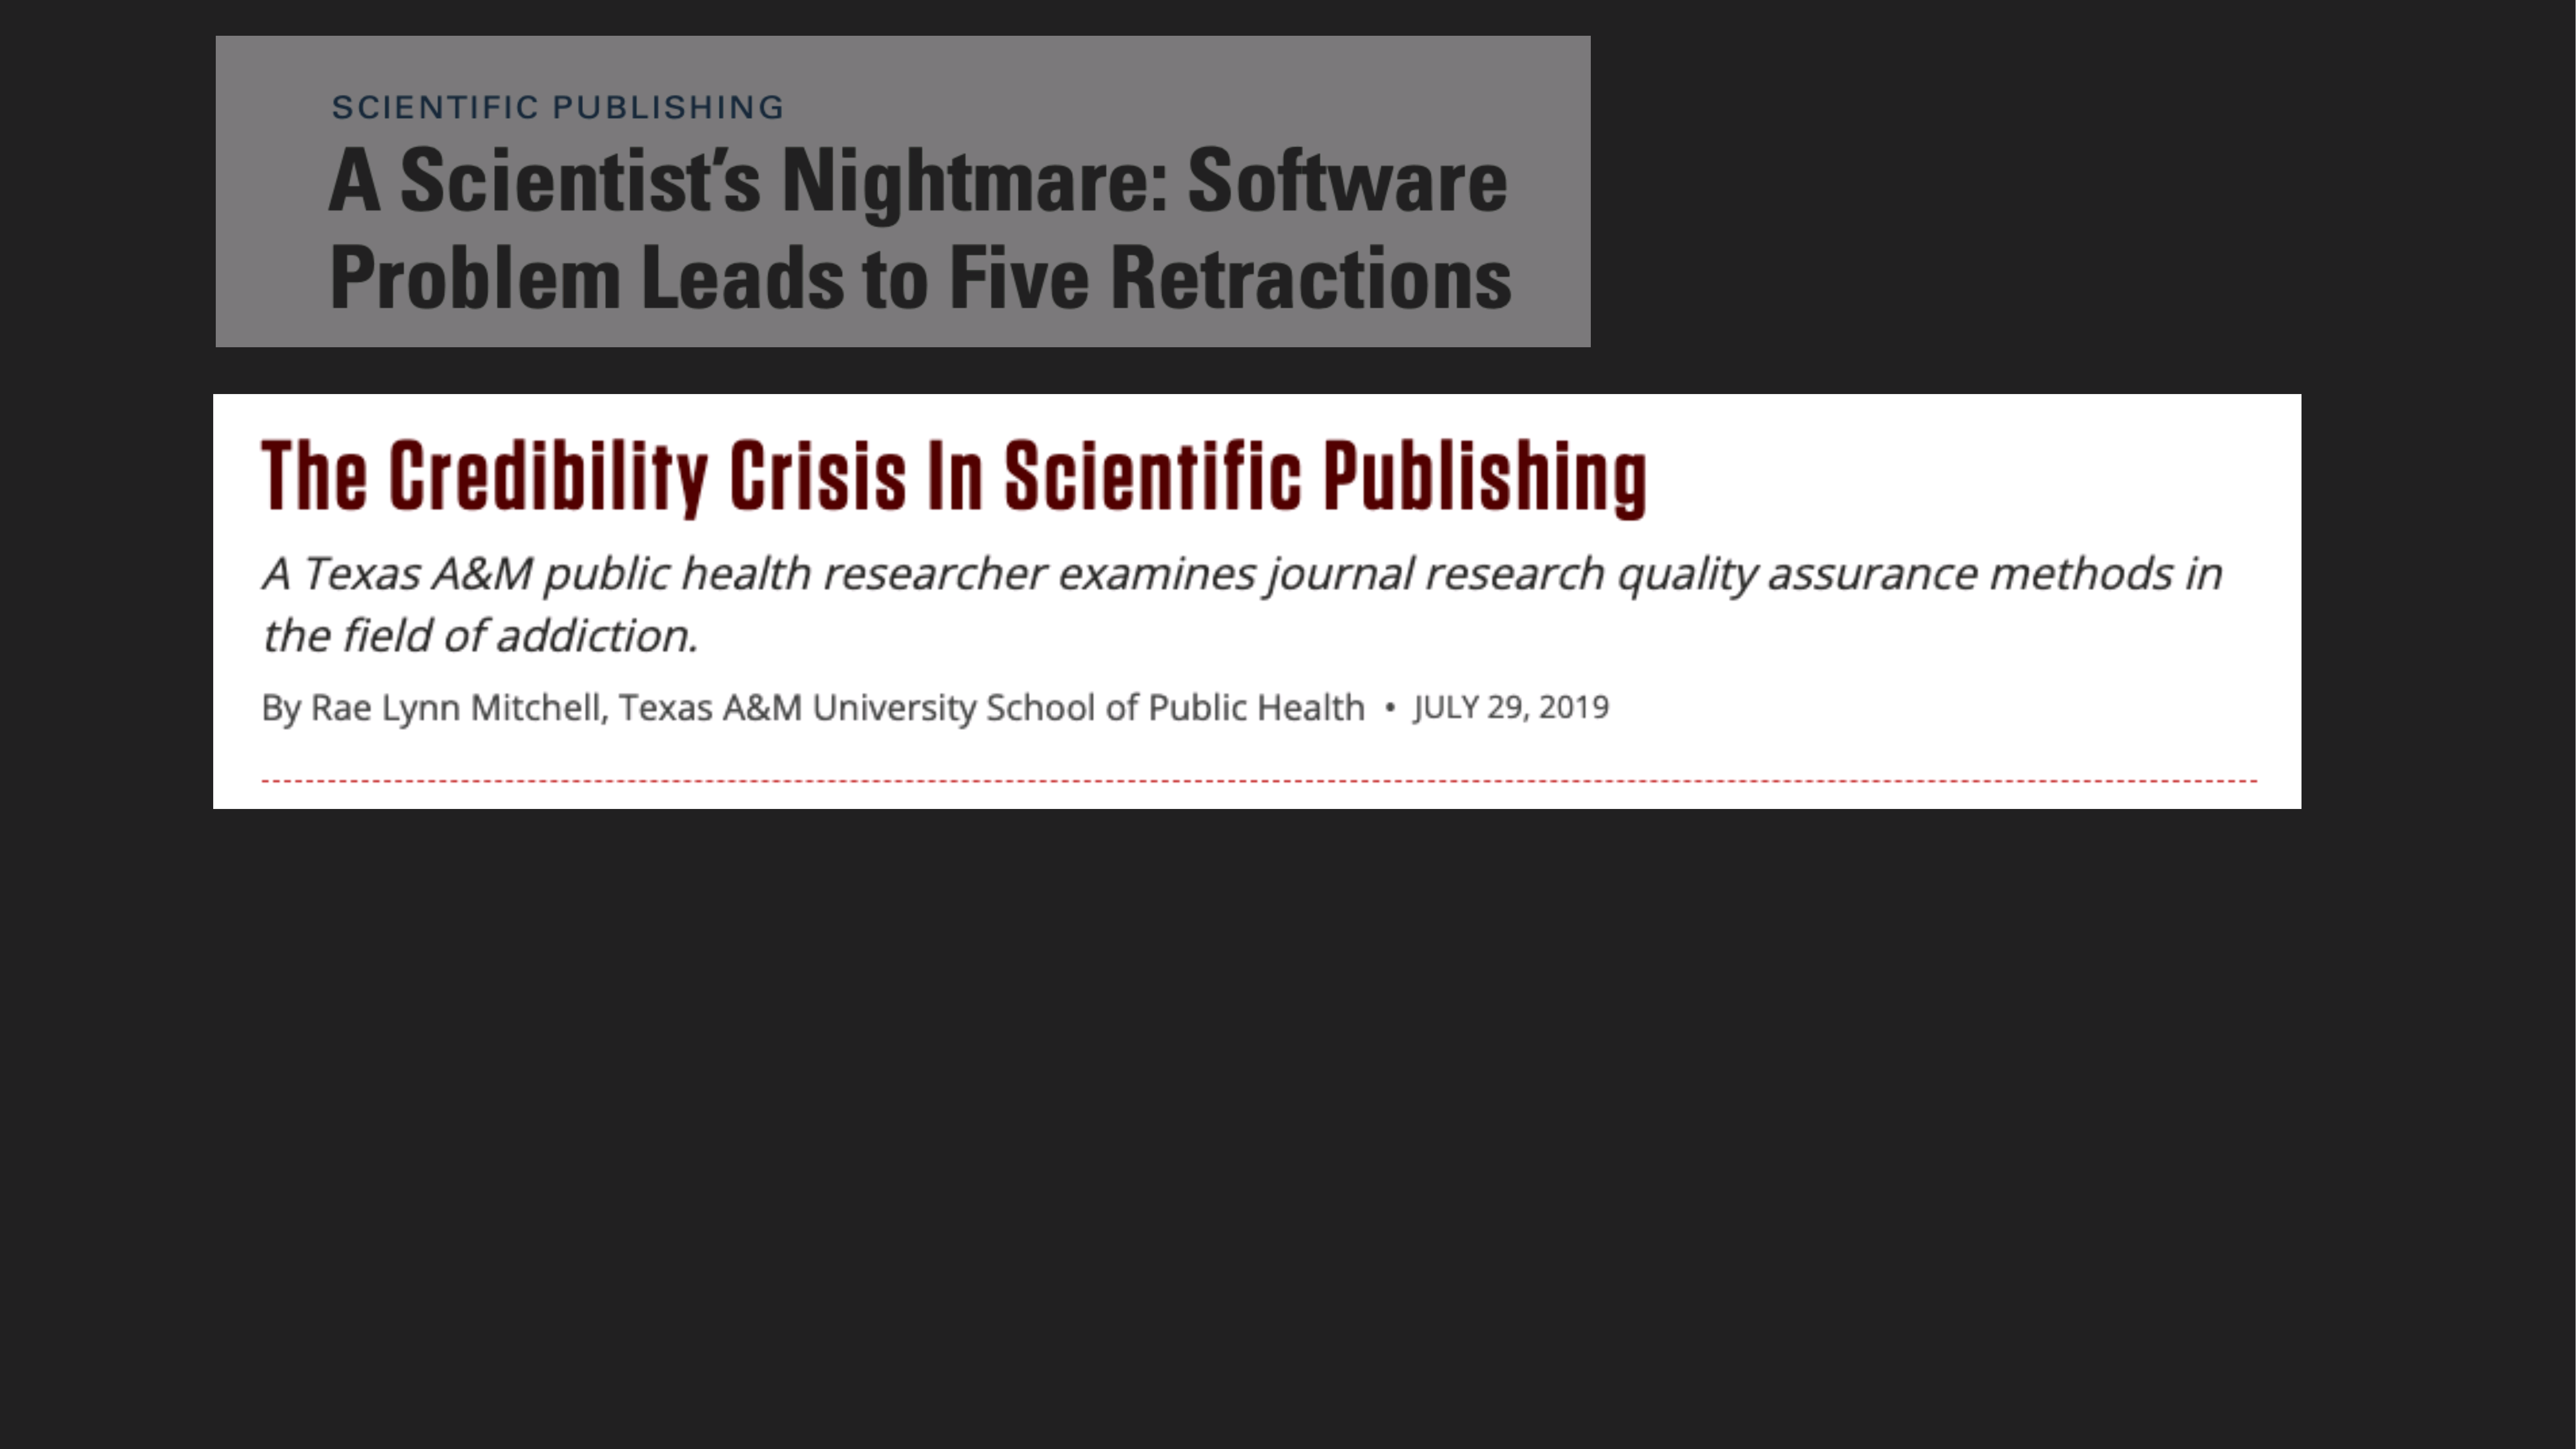 SCIENTIFIC PUBLISHING
A Scientist’s Nightmare: Software
Problem Leads to Five Retractions
The Credibility Crisis In Scientific Publishing
A Texas A&M public health researcher examines journal research quality assurance methods in
the field of addiction.
By Rae Lynn Mitchell, Texas A&M University School of Public Health • JULY 29, 2019